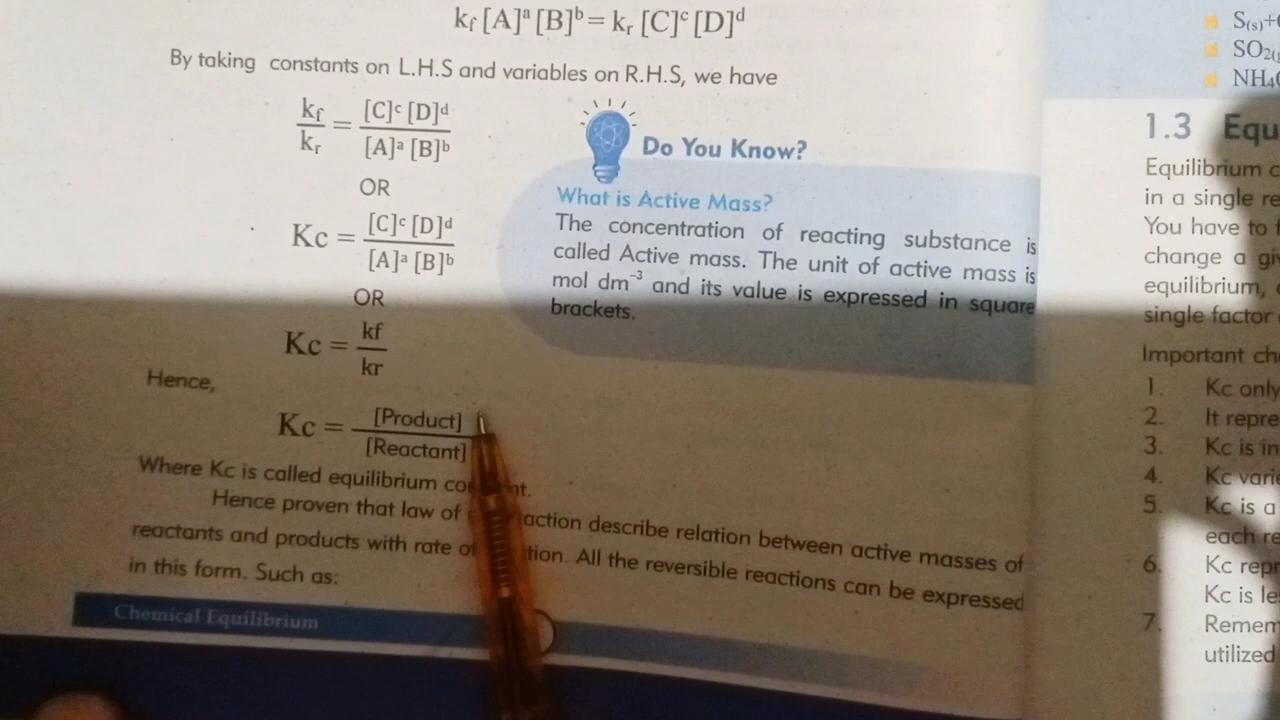 k_f [A]ᵃ [B]ᵇ = k_r [C]ᶜ [D]ᵈ
By taking constants on L.H.S and variables on R.H.S, we have
k_f / k_r = [C]ᶜ [D]ᵈ / [A]ᵃ [B]ᵇ
OR
Kc = [C]ᶜ [D]ᵈ / [A]ᵃ [B]ᵇ
OR
Kc = kf / kr
Hence,
Kc = [Product] / [Reactant]
Where Kc is called equilibrium
Hence proven that law of action describe relation between active masses of
reactants and products with rate of All the reversible reactions can be expressed
in this form. Such as:
Chemical Equilibrium
Do You Know?
What is Active Mass?
The concentration of reacting substance is
called Active mass. The unit of active mass is
mol dm⁻³ and its value is expressed in square
brackets.
S(s)+
SO₂(g
NH₄
1.3 Equ
Equilibrium c
in a single re
You have to
change a gi
equilibrium,
single factor
Important ch
1. Kc only
2. It repre
3. Kc is in
4. Kc vari
5. Kc is a
each re
6. Kc repr
Kc is le
7. Remem
utilized